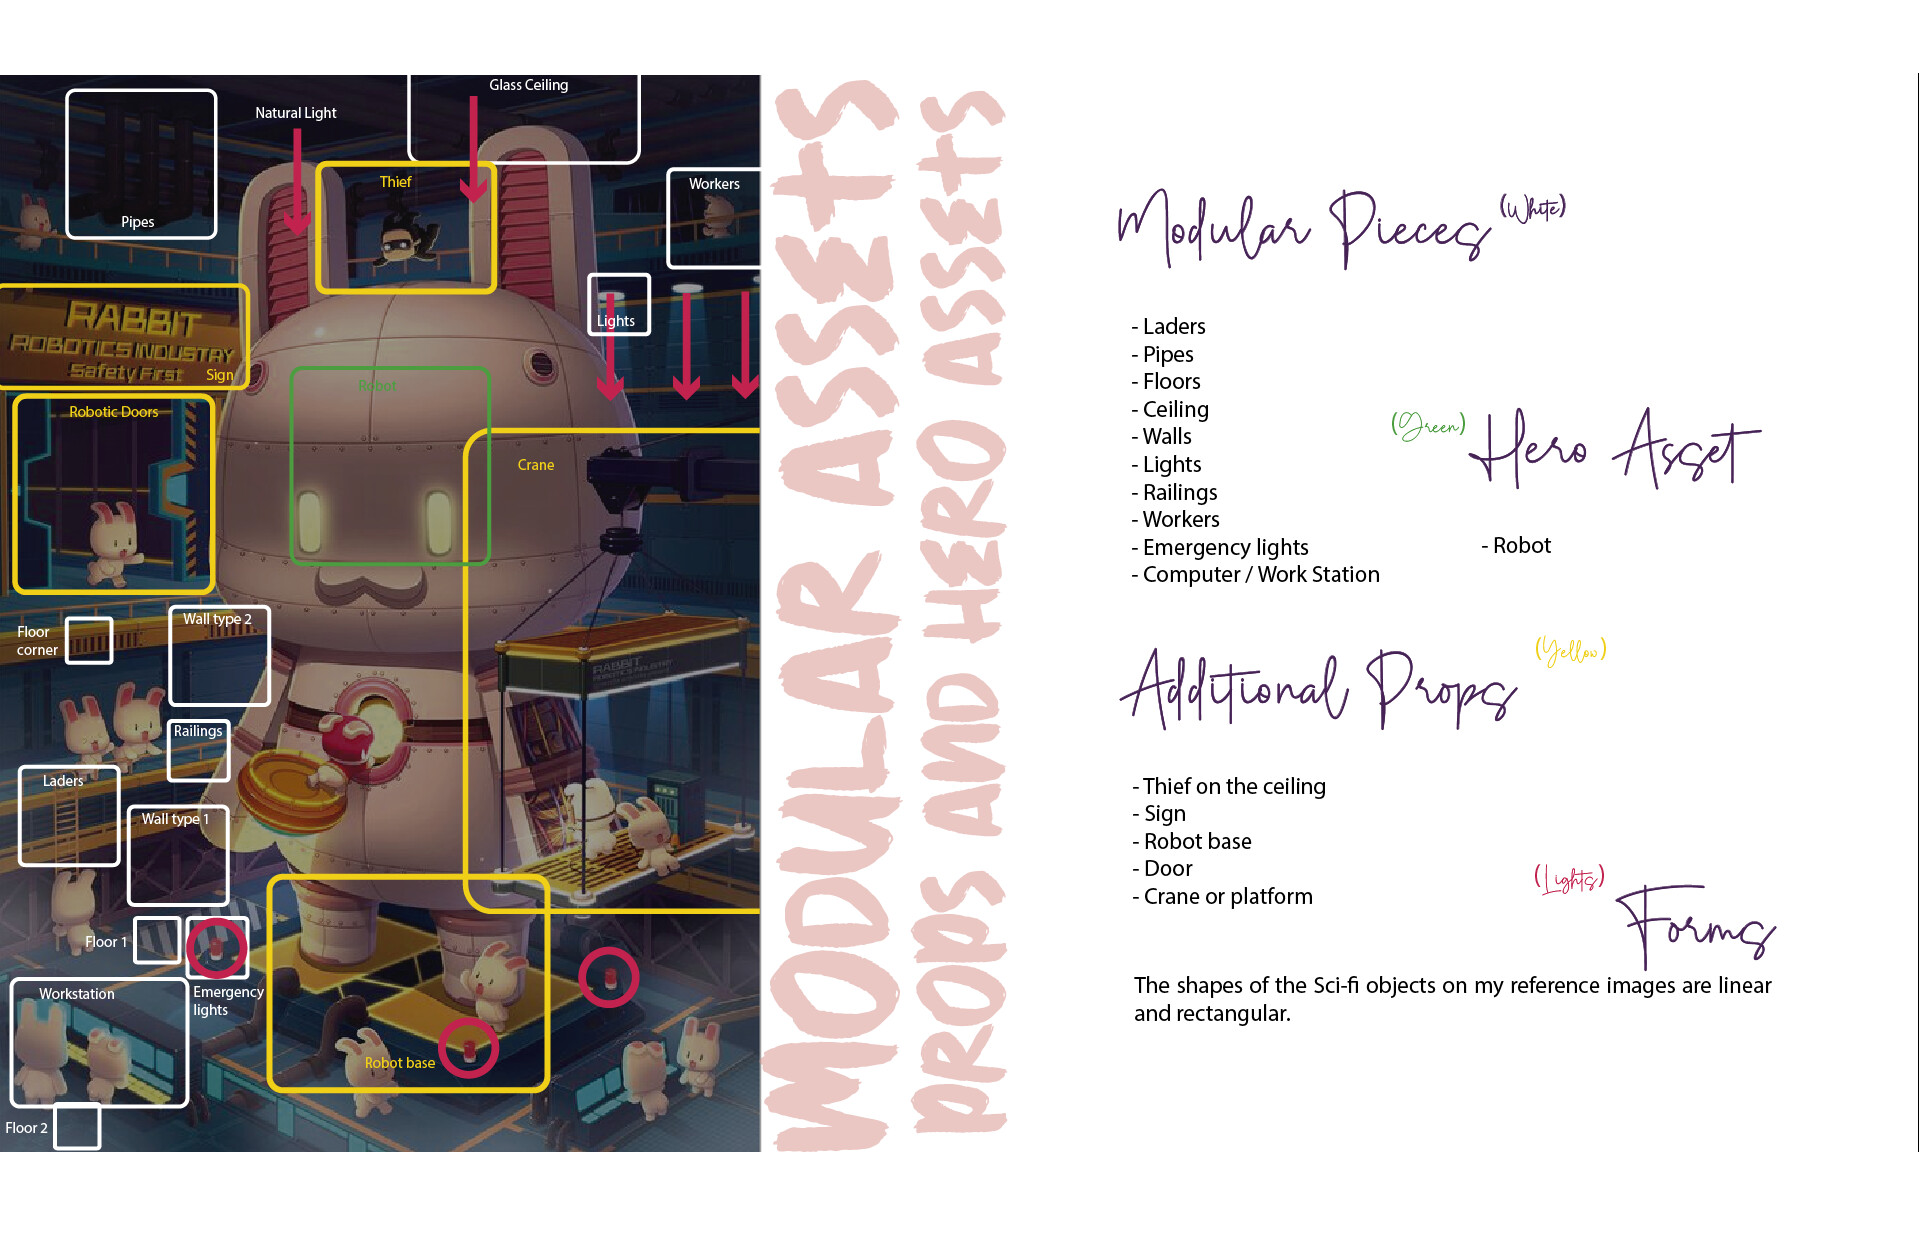 Glass Ceiling
Natural Light
Thief
Workers
Pipes
Lights
RABBIT
ROBOTICS INDUSTRY
Safety First
Sign
Robot
Robotic Doors
Crane
Wall type 2
Floor
corner
RABBIT
ROBOTICS INDUSTRY
Railings
Laders
Wall type 1
Floor 1
Workstation
Emergency
lights
Robot base
Floor 2
MODULAR ASSETS
PROPS AND HERO ASSETS
Modular Pieces (White)
- Laders
- Pipes
- Floors
- Ceiling
- Walls
- Lights
- Railings
- Workers
- Emergency lights
- Computer / Work Station
(Green) Hero Asset
- Robot
Additional Props (Yellow)
- Thief on the ceiling
- Sign
- Robot base
- Door
- Crane or platform
(Lights)
Forms
The shapes of the Sci-fi objects on my reference images are linear
and rectangular.